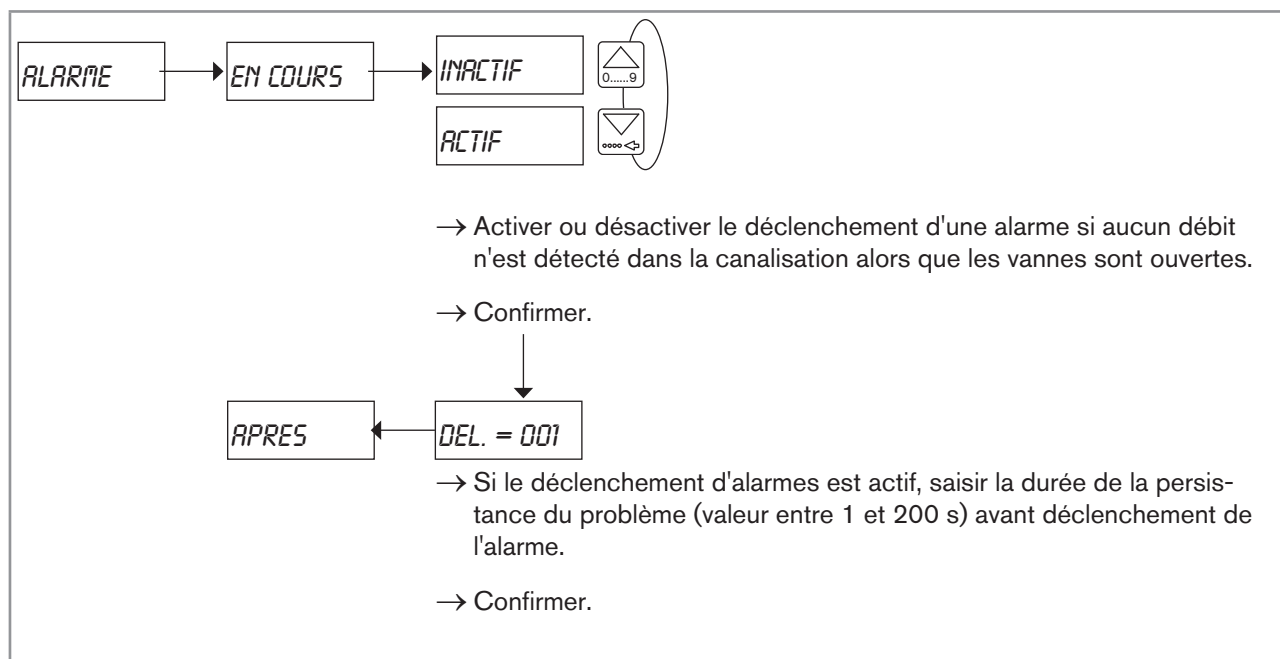 ALARME
EN COURS
INACTIF
0......9
ACTIF
→ Activer ou désactiver le déclenchement d'une alarme si aucun débit
n'est détecté dans la canalisation alors que les vannes sont ouvertes.
→ Confirmer.
APRES
DEL. = 001
→ Si le déclenchement d'alarmes est actif, saisir la durée de la persis-
tance du problème (valeur entre 1 et 200 s) avant déclenchement de
l'alarme.
→ Confirmer.